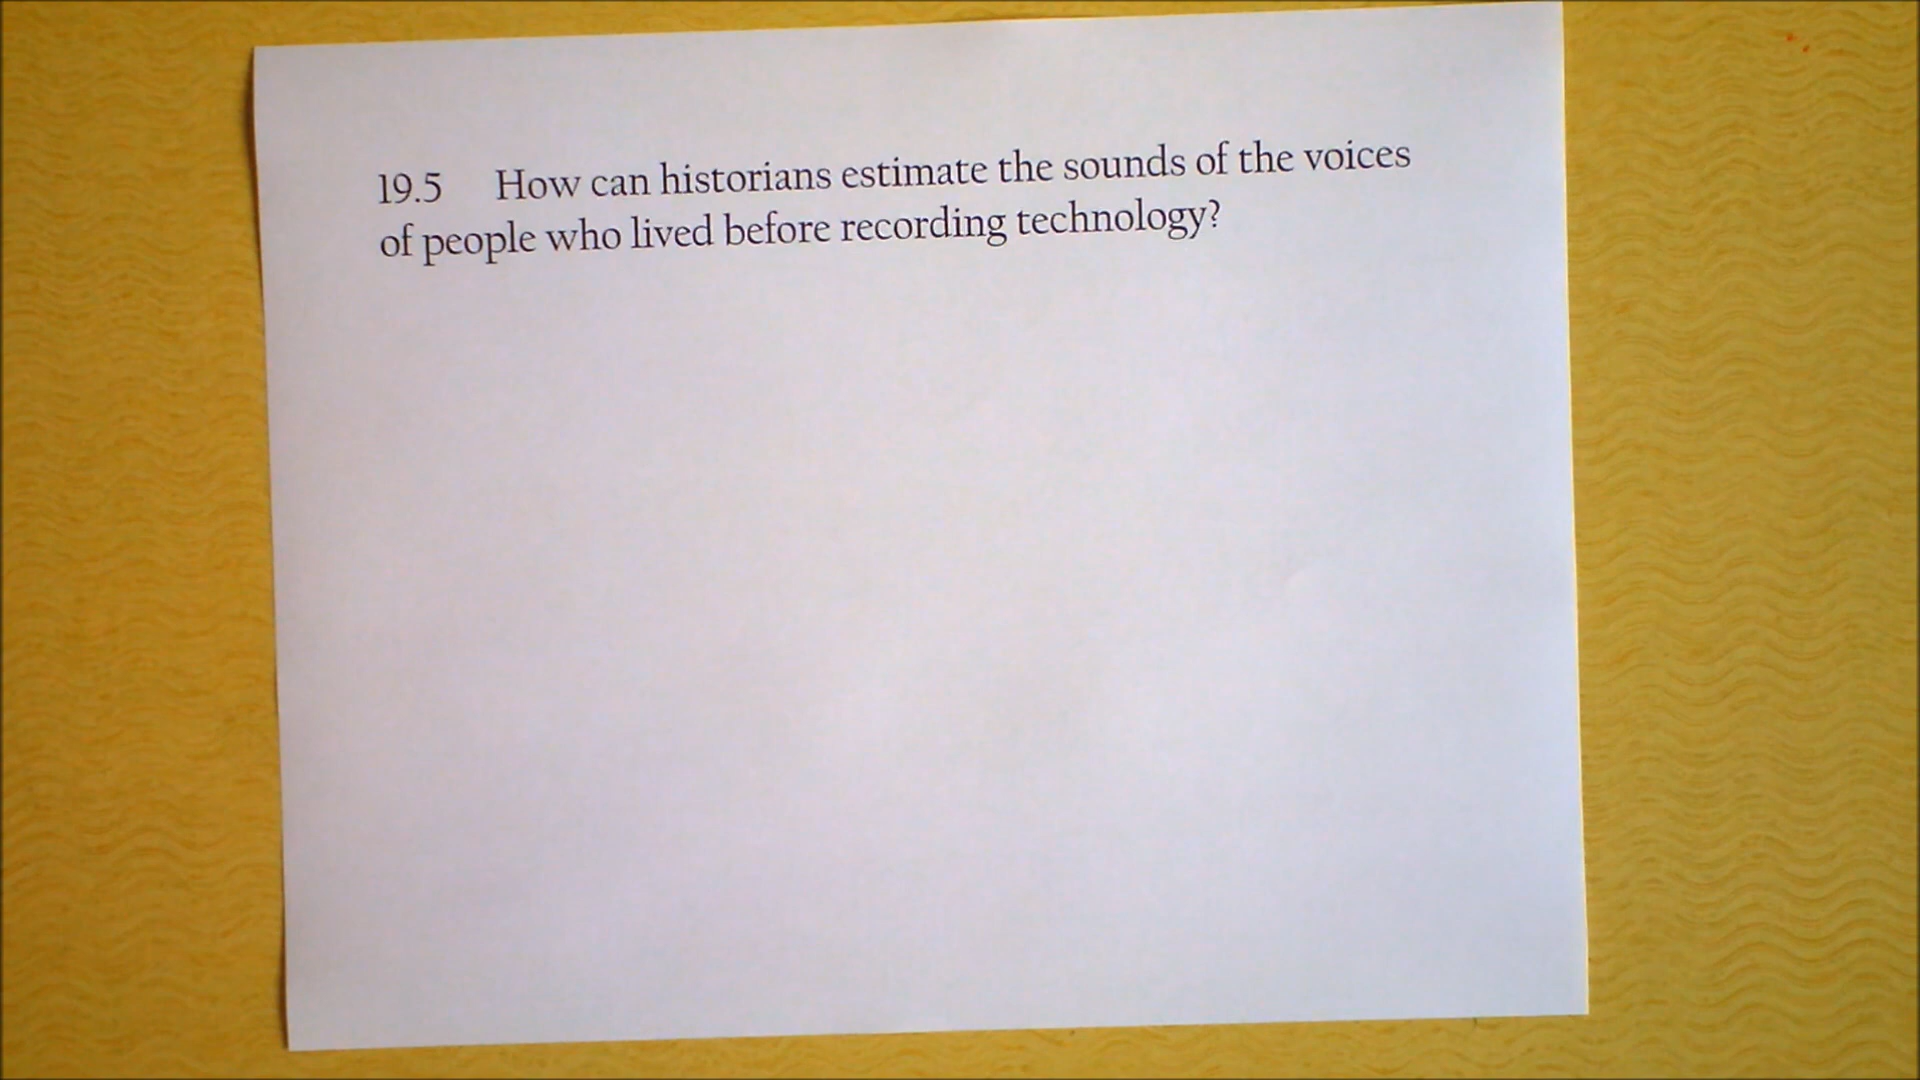 19.5 How can historians estimate the sounds of the voices
of people who lived before recording technology?